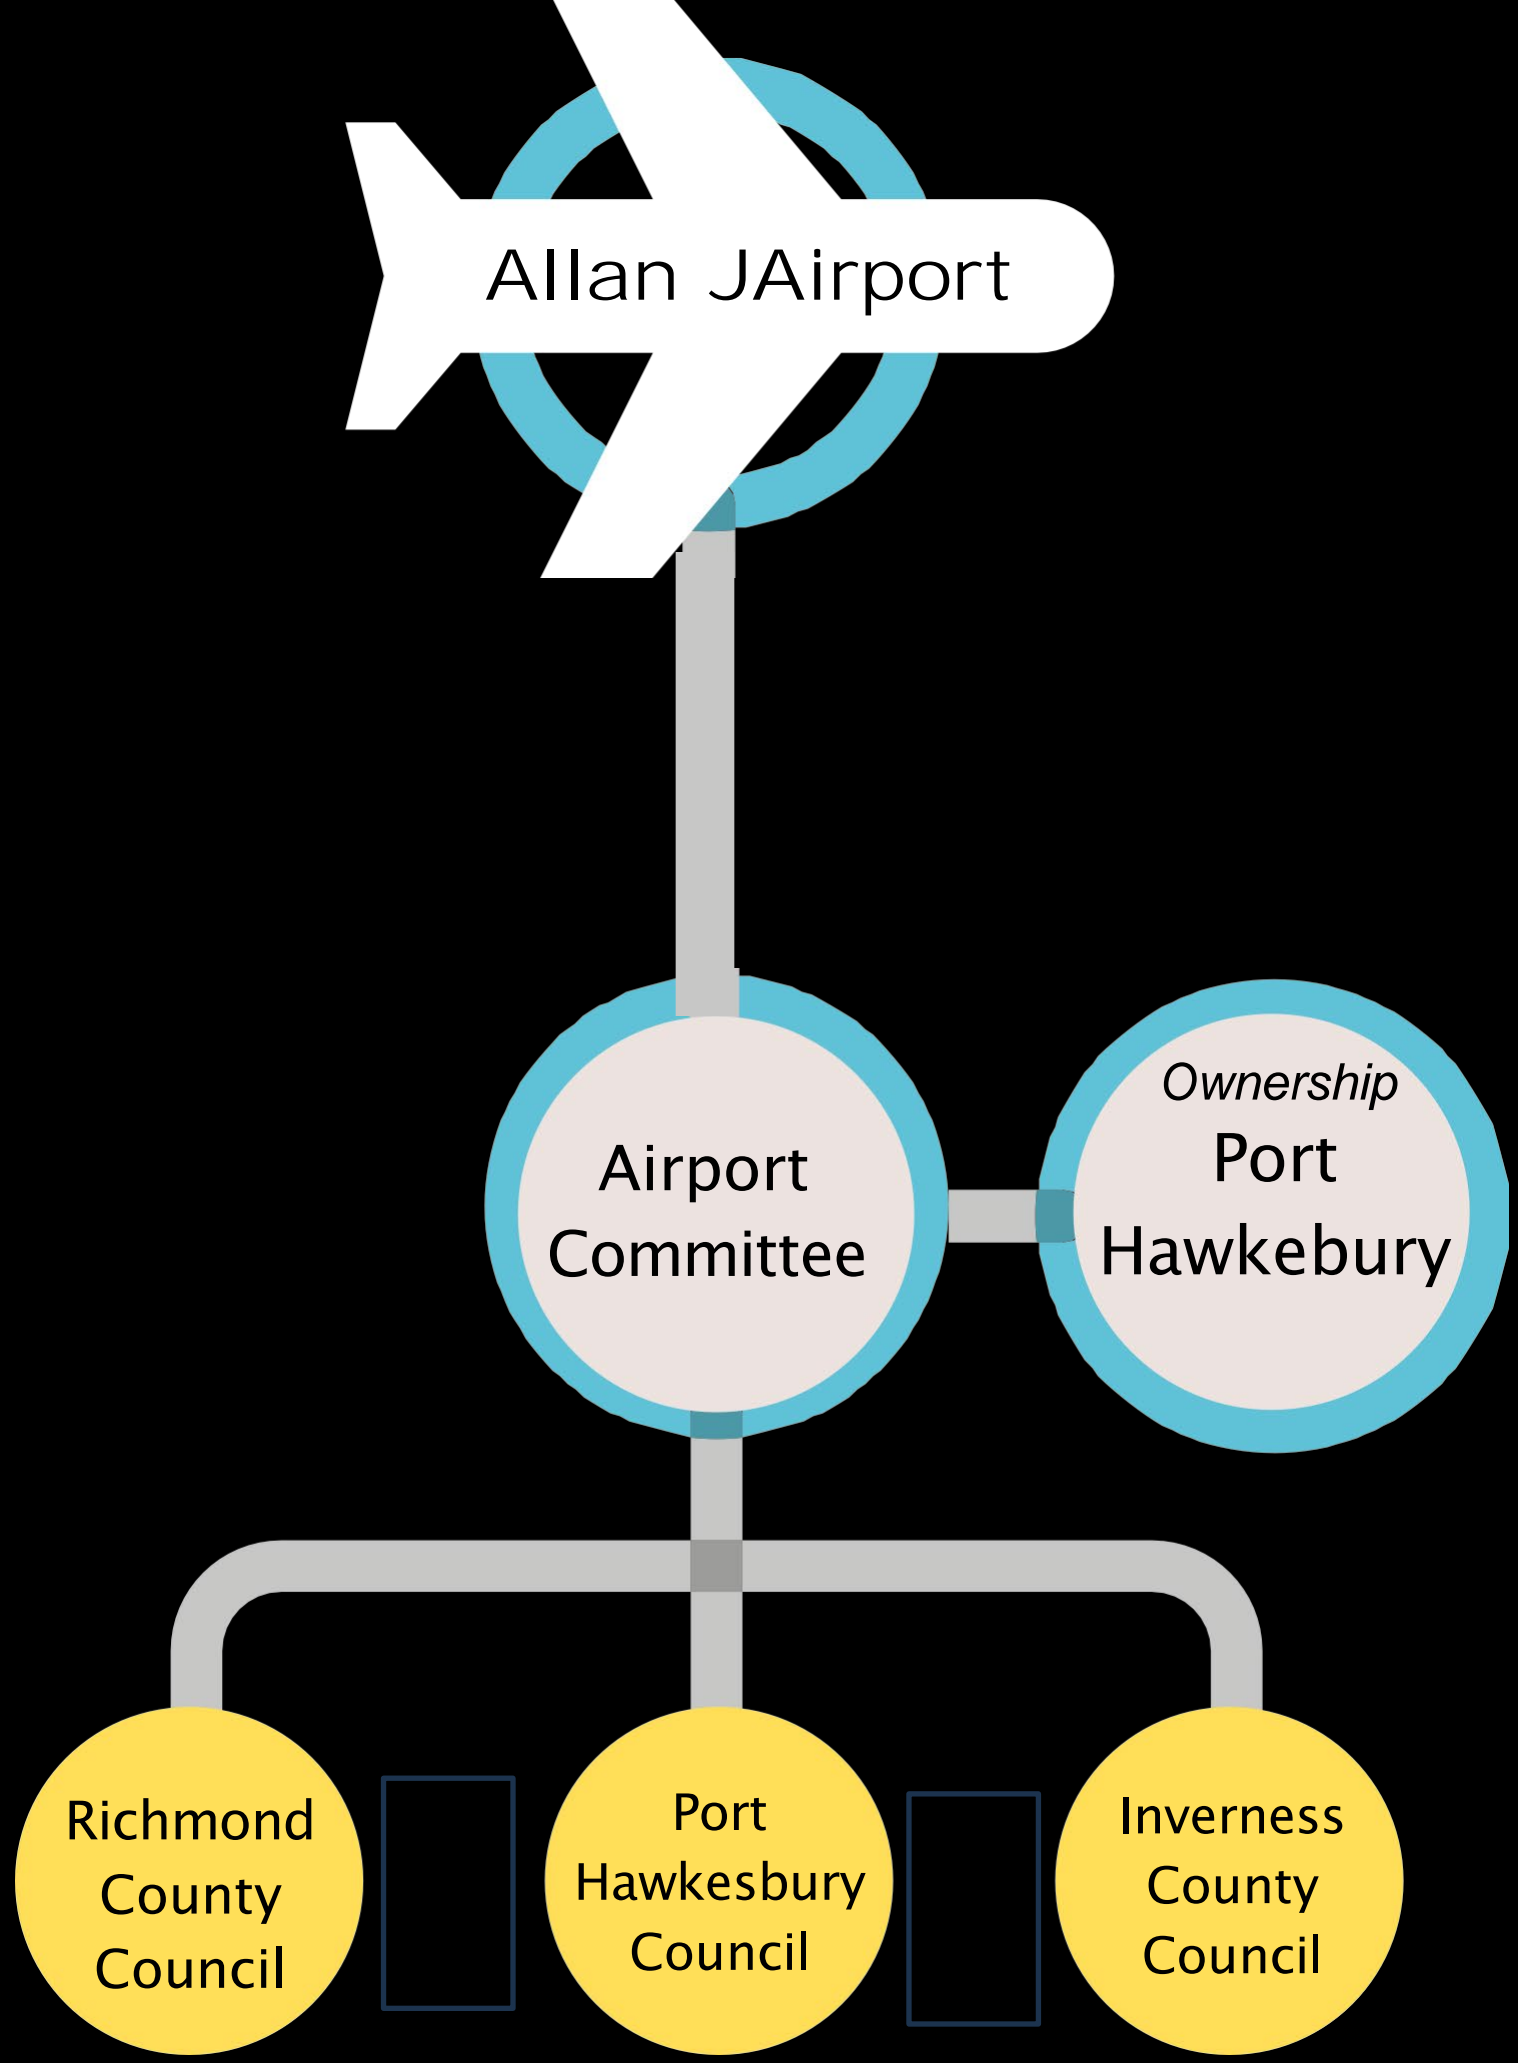 Allan JAirport
Airport
Committee
Ownership
Port
Hawkebury
Richmond
County
Council
Port
Hawkesbury
Council
Inverness
County
Council